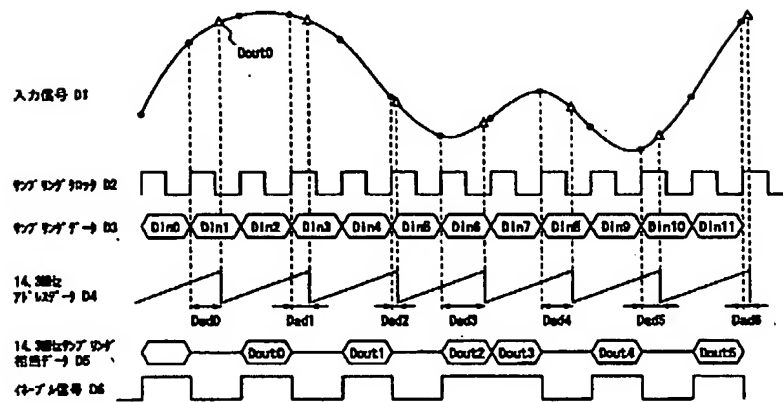 Dout0
入力信号 D1
サンプリングクロック D2
サンプリングデータ D3
Din0 Din1 Din2 Din3 Din4 Din5 Din6 Din7 Din8 Din9 Din10 Din11
14.3MHz
アドレスデータ D4
Dad0 Dad1 Dad2 Dad3 Dad4 Dad5 Dad6
14.3MHzサンプリング
相当データ D5
Dout0 Dout1 Dout2 Dout3 Dout4 Dout5
イネーブル信号 D6